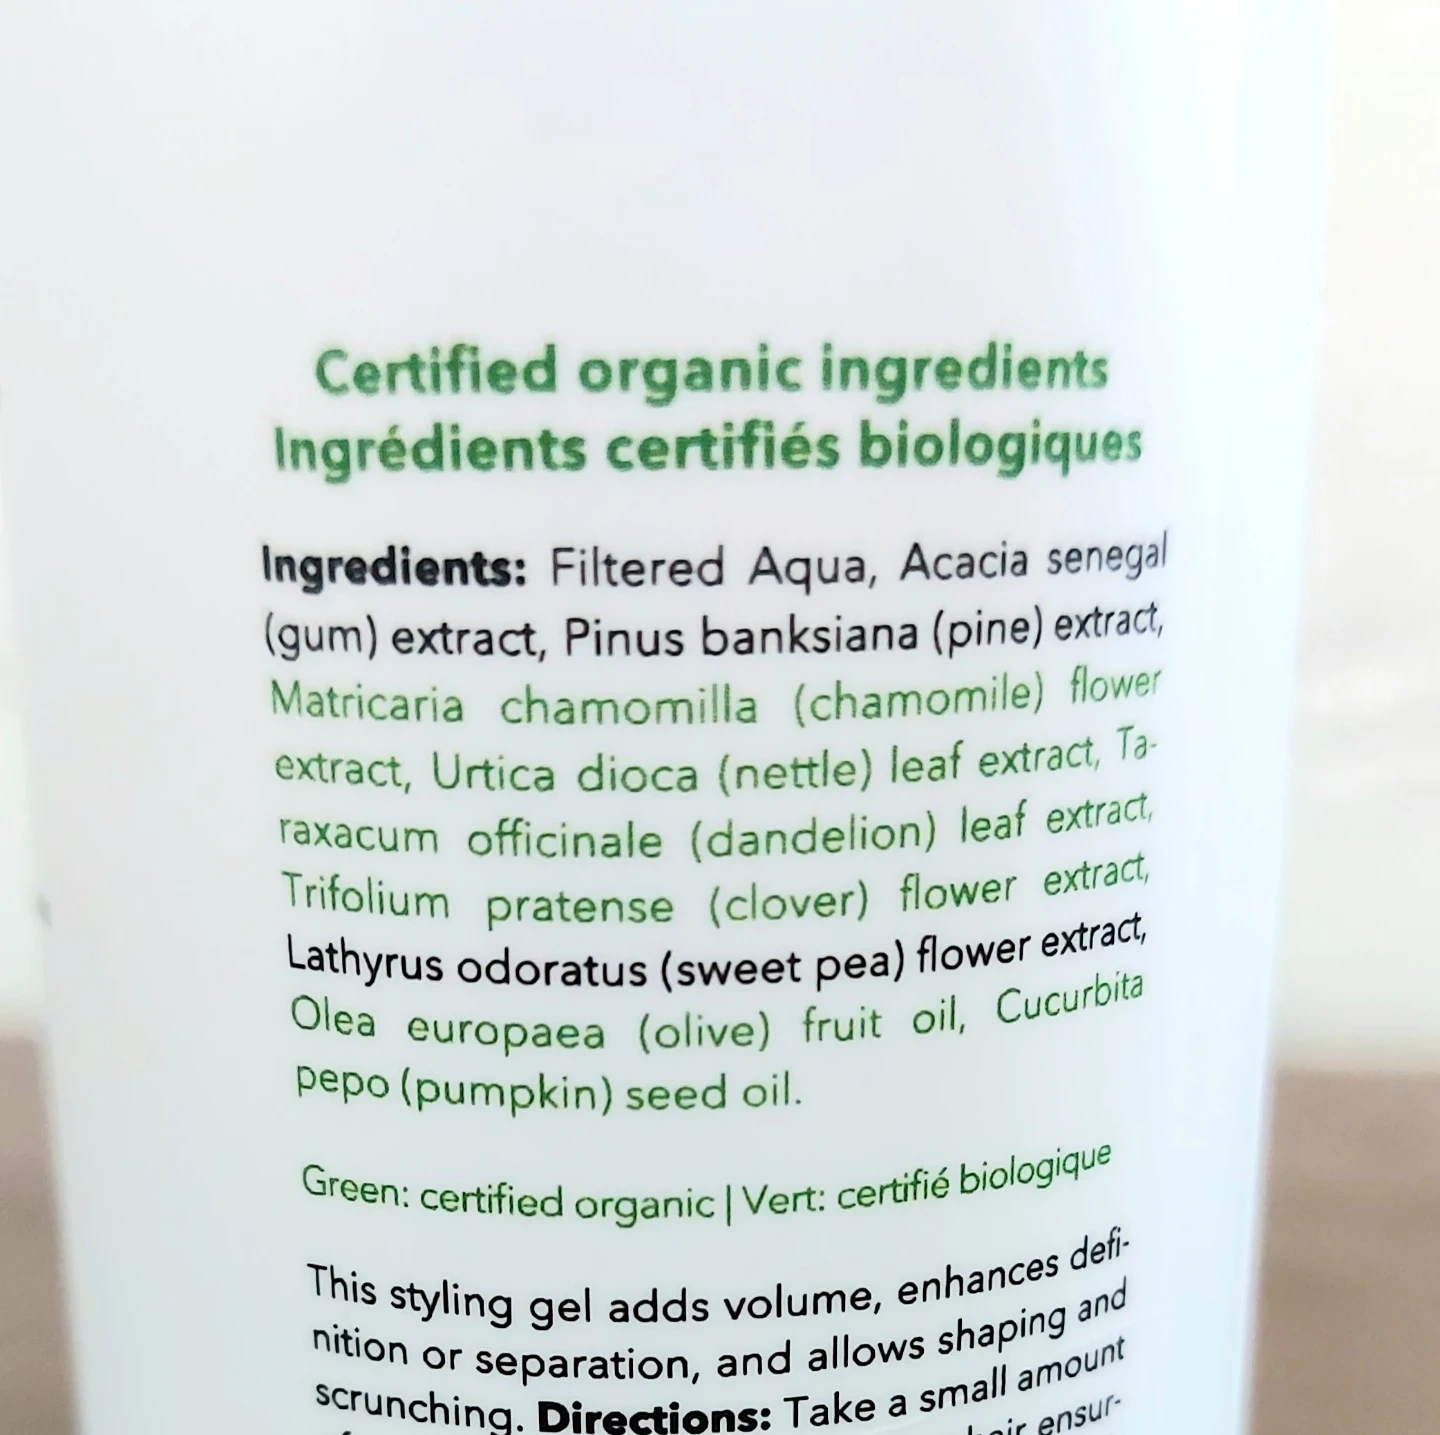 Certified organic ingredients
Ingrédients certifiés biologiques
Ingredients: Filtered Aqua, Acacia senegal
(gum) extract, Pinus banksiana (pine) extract,
Matricaria chamomilla (chamomile) flower
extract, Urtica dioca (nettle) leaf extract, Ta-
raxacum officinale (dandelion) leaf extract,
Trifolium pratense (clover) flower extract,
Lathyrus odoratus (sweet pea) flower extract,
Olea europaea (olive) fruit oil, Cucurbita
pepo (pumpkin) seed oil.
Green: certified organic | Vert: certifié biologique
This styling gel adds volume, enhances defi-
nition or separation, and allows shaping and
scrunching. Directions: Take a small amount
ensur-